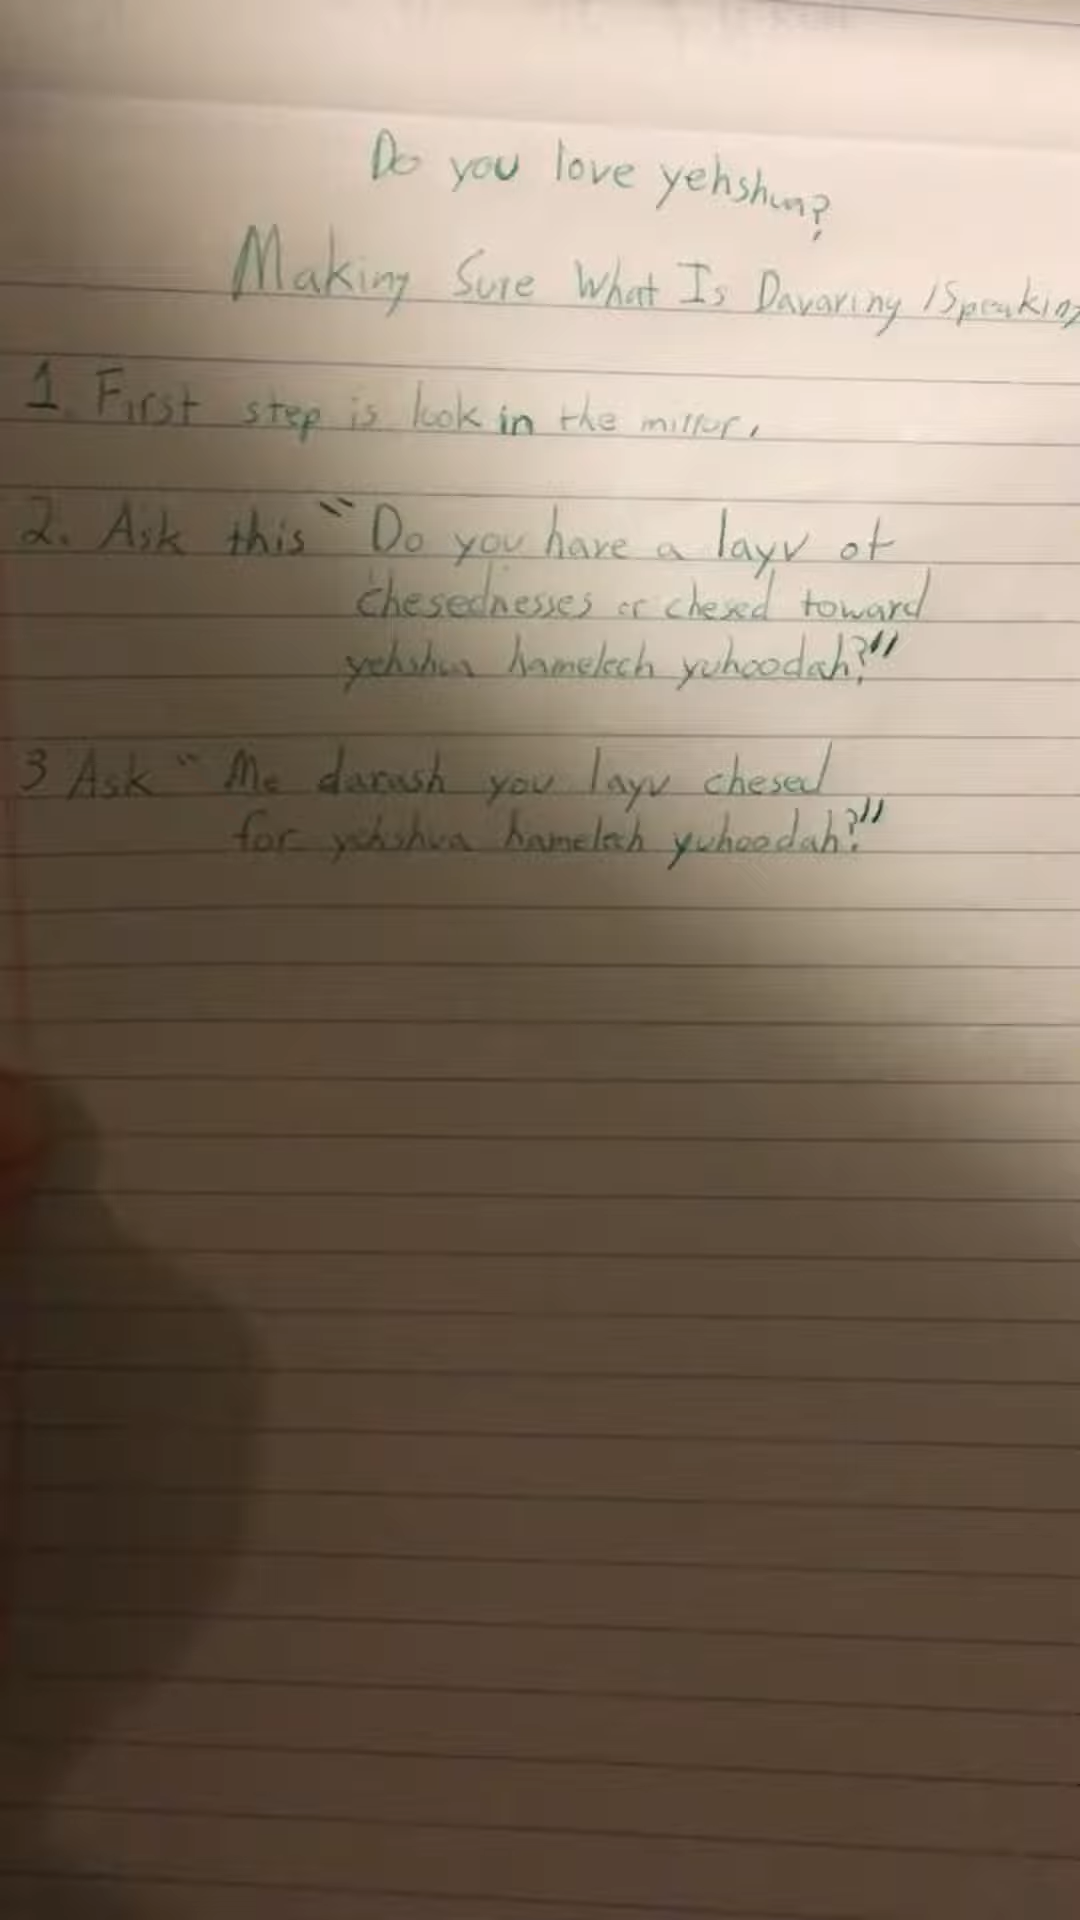 Do you love yehshua?
Making Sure What Is Davaring /Speaking
1. First step is look in the mirror.
2. Ask this "Do you have a layv of
chesednesses or chesed toward
yehshua hamelech yuhoodah?"
3 Ask "Me darash you layv chesed
for yehshua hamelech yuhoodah?"